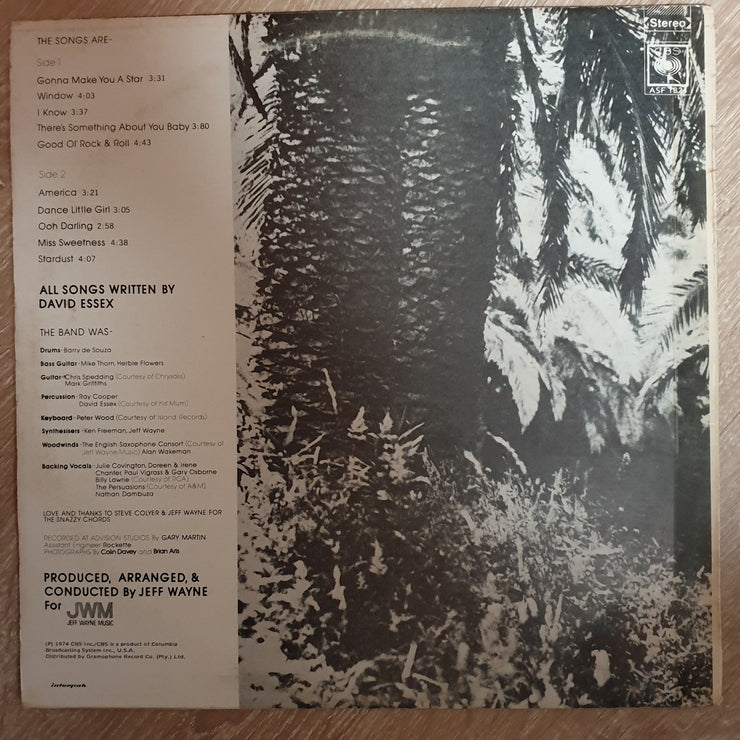 THE SONGS ARE-
Side 1
Gonna Make You A Star 3:31
Window 4:03
I Know 3:37
There's Something About You Baby 3:80
Good Ol' Rock & Roll 4:43
Side 2
America 3:21
Dance Little Girl 3:05
Ooh Darling 2:58
Miss Sweetness 4:38
Stardust 4:07
ALL SONGS WRITTEN BY
DAVID ESSEX
THE BAND WAS-
Drums-Barry de Souza
Bass Guitar-Mike Thorn, Herbie Flowers
Guitar-Chris Spedding (Courtesy of Chrysalis)
Mark Griffiths
Percussion-Ray Cooper
David Essex (Courtesy of his Mum)
Keyboard-Peter Wood (Courtesy of Island Records)
Synthesisers-Ken Freeman, Jeff Wayne
Woodwinds-The English Saxophone Consort (Courtesy of
Jeff Wayne Music) Alan Wakeman
Backing Vocals-Julie Covington, Doreen & Irene
Chanter, Paul Vigrass & Gary Osborne
Billy Lawrie (Courtesy of RCA)
The Persuasions (Courtesy of A&M)
Nathan Dambuza
LOVE AND THANKS TO STEVE COLYER & JEFF WAYNE FOR
THE SNAZZY CHORDS
RECORDED AT ADVISION STUDIOS By GARY MARTIN
Assistant Engineer Rockette
PHOTOGRAPHS By Colin Davey and Brian Aris
PRODUCED, ARRANGED, &
CONDUCTED By JEFF WAYNE
For JWM
JEFF WAYNE MUSIC
(P) 1974 CBS Inc./CBS is a product of Columbia
Broadcasting System Inc., U.S.A.
Distributed by Gramophone Record Co. (Pty.) Ltd.
interpak
Stereo
CBS
ASF